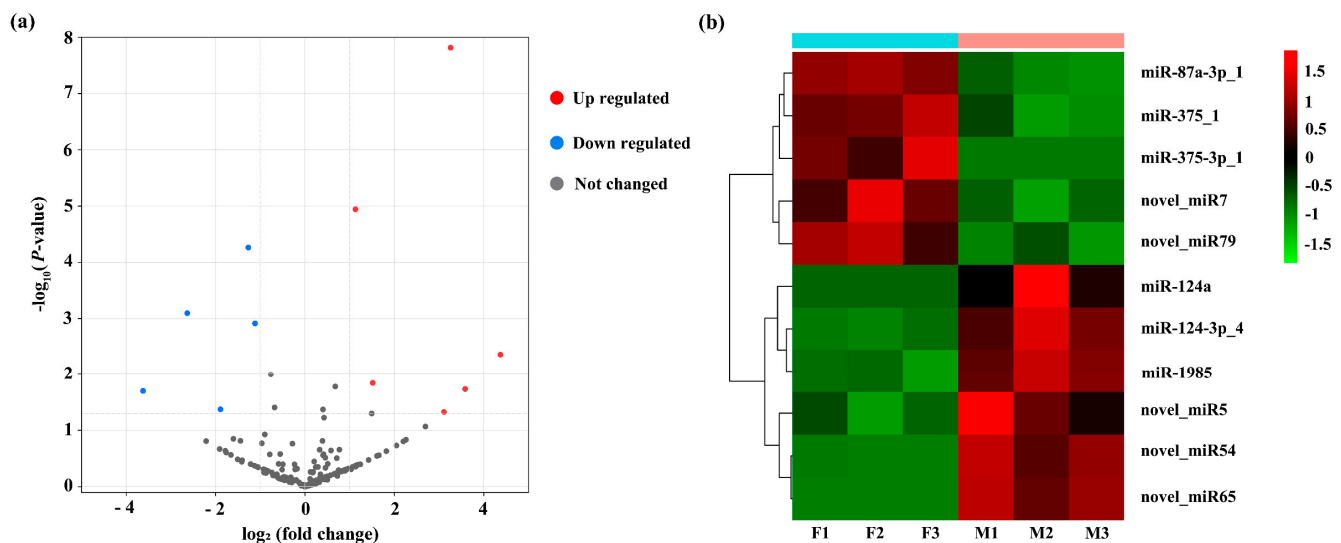 (a)
8
7
6
5
4
3
2
1
0
-log10(P-value)
- 4
- 2
0
2
4
log₂ (fold change)
Up regulated
Down regulated
Not changed
(b)
miR-87a-3p_1
miR-375_1
miR-375-3p_1
novel_miR7
novel_miR79
miR-124a
miR-124-3p_4
miR-1985
novel_miR5
novel_miR54
novel_miR65
F1 F2 F3 M1 M2 M3
1.5
1
0.5
0
-0.5
-1
-1.5